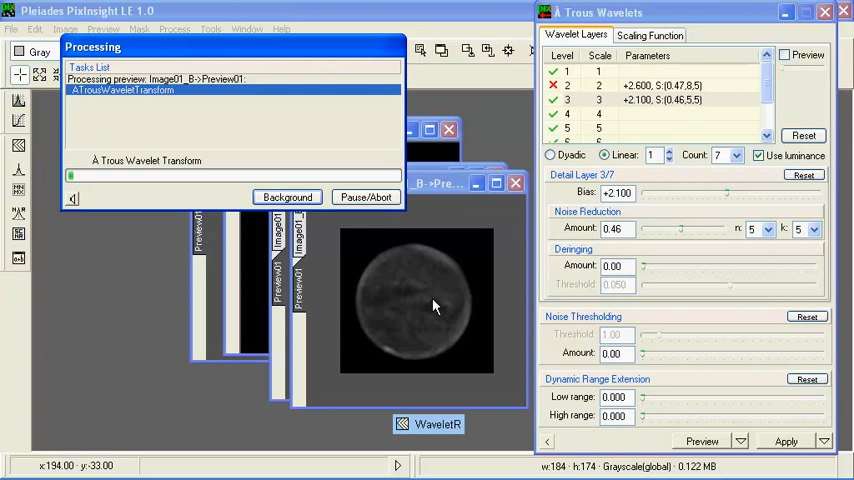 Pleiades PixInsight LE 1.0
File Edit Preview Mask Process Window Help
Gray
Processing
Tasks List
Processing preview: Image01_B->Preview01:
ATrousWaveletTransform
À Trous Wavelet Transform
Background Pause/Abort
_B->Pre...
Preview01
Preview01
Image01
Preview01
Image01_B
WaveletR
x:194.00 y:-33.00
w:184 · h:174 · Grayscale(global) · 0.122 MB
À Trous Wavelets
Wavelet Layers Scaling Function
Level Scale Parameters
1 1
2 2 +2.600, S:(0.47,8,5)
3 3 +2.100, S:(0.46,5,5)
4 4
5 5
Preview
Reset
Dyadic Linear: 1 Count: 7 Use luminance
Detail Layer 3/7 Reset
Bias: +2.100
Noise Reduction
Amount: 0.46 n: 5 k: 5
Deringing
Amount: 0.00
Threshold: 0.050
Noise Thresholding Reset
Threshold: 1.00
Amount: 0.00
Dynamic Range Extension Reset
Low range: 0.000
High range: 0.000
Preview Apply